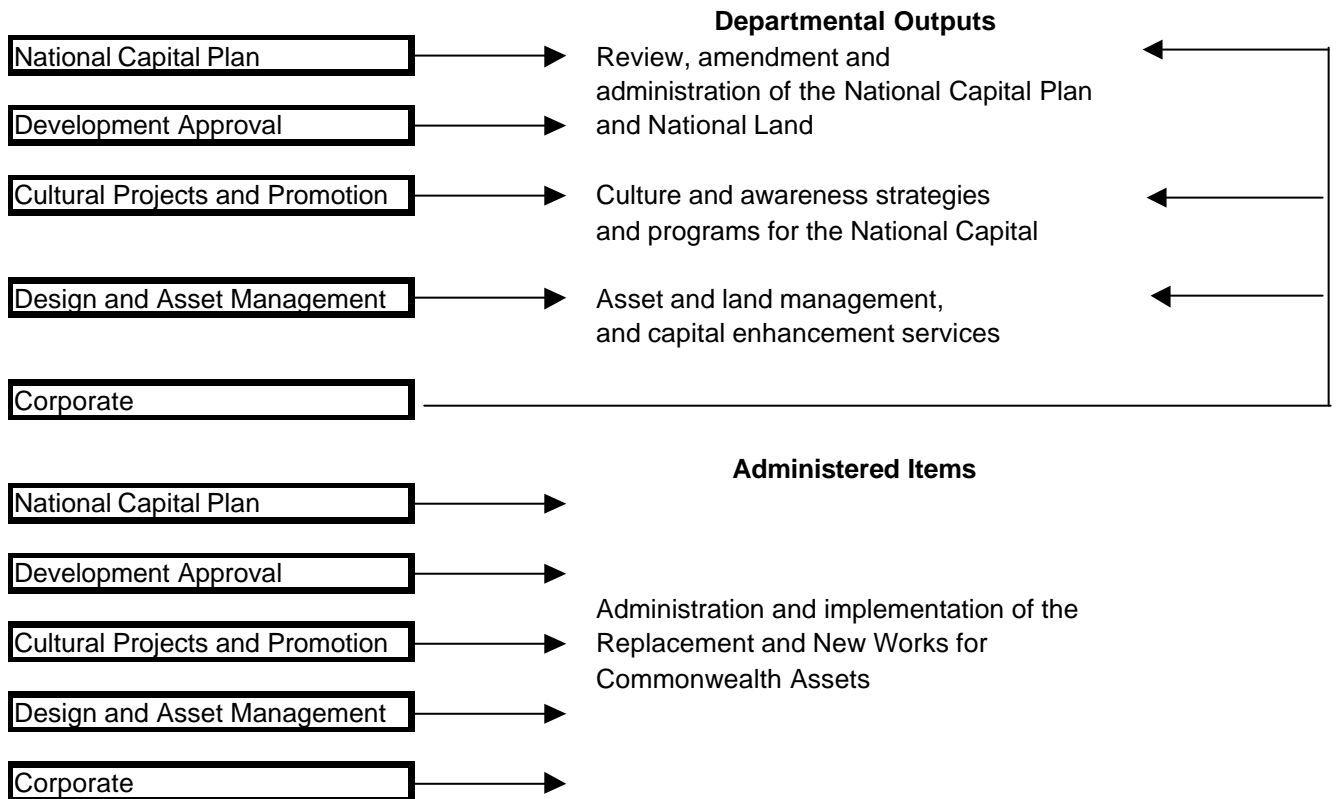 Departmental Outputs
National Capital Plan
Review, amendment and
administration of the National Capital Plan
Development Approval
and National Land
Cultural Projects and Promotion
Culture and awareness strategies
and programs for the National Capital
Design and Asset Management
Asset and land management,
and capital enhancement services
Corporate
Administered Items
National Capital Plan
Development Approval
Administration and implementation of the
Cultural Projects and Promotion
Replacement and New Works for
Commonwealth Assets
Design and Asset Management
Corporate